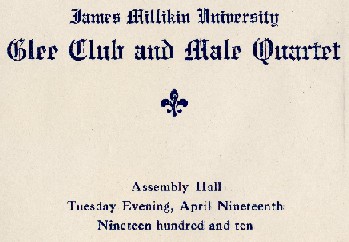 James Millikin University
Glee Club and Male Quartet
Assembly Hall
Tuesday Evening, April Nineteenth
Nineteen hundred and ten